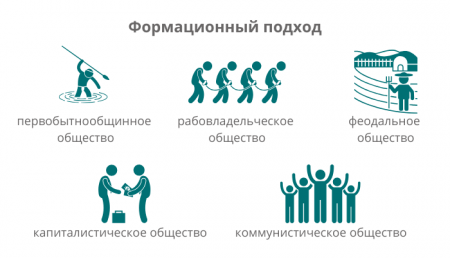 Формационный подход
первобытнообщинное
общество
рабовладельческое
общество
феодальное
общество
капиталистическое общество
коммунистическое общество